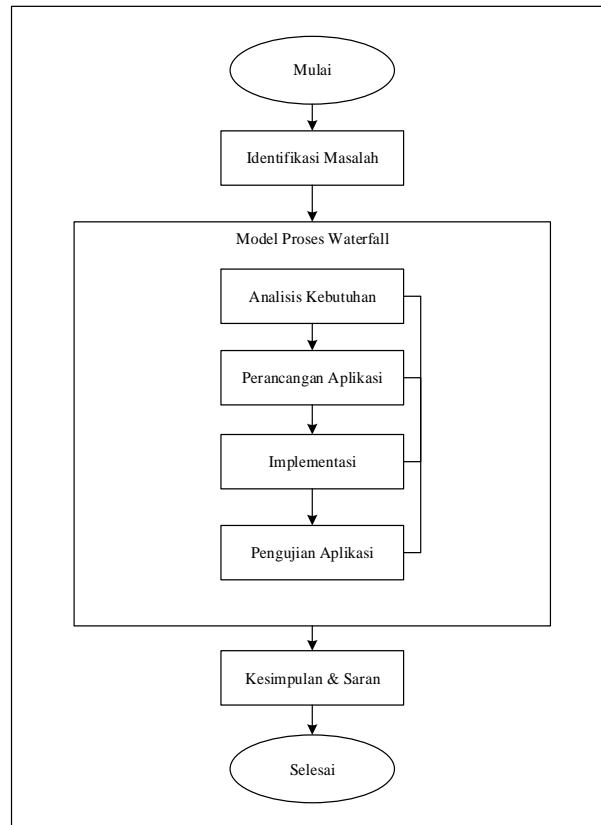 Mulai
Identifikasi Masalah
Model Proses Waterfall
Analisis Kebutuhan
Perancangan Aplikasi
Implementasi
Pengujian Aplikasi
Kesimpulan & Saran
Selesai